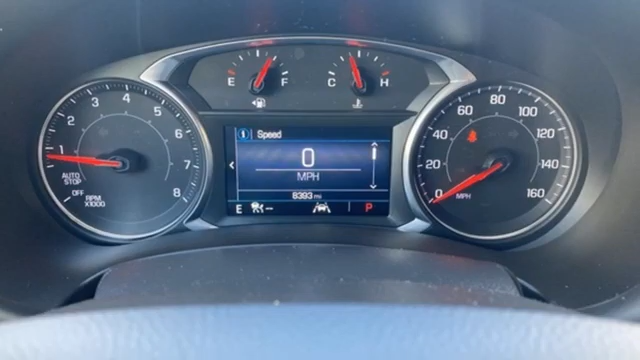 E F
C H
1 2 3 4 5 6 7 8
AUTO
STOP
OFF
RPM
X1000
Speed
0
MPH
8393 mi
E -- P
0 20 40 60 80 100 120 140 160
MPH